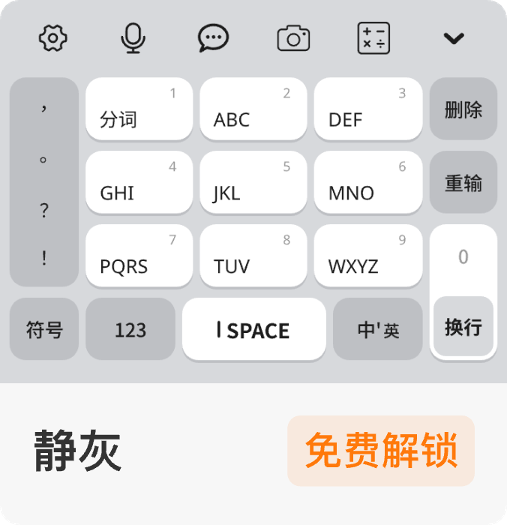 ，
。
？
！
分词 1
ABC 2
DEF 3
删除
GHI 4
JKL 5
MNO 6
重输
PQRS 7
TUV 8
WXYZ 9
0
换行
符号
123
SPACE
中'英
静灰
免费解锁